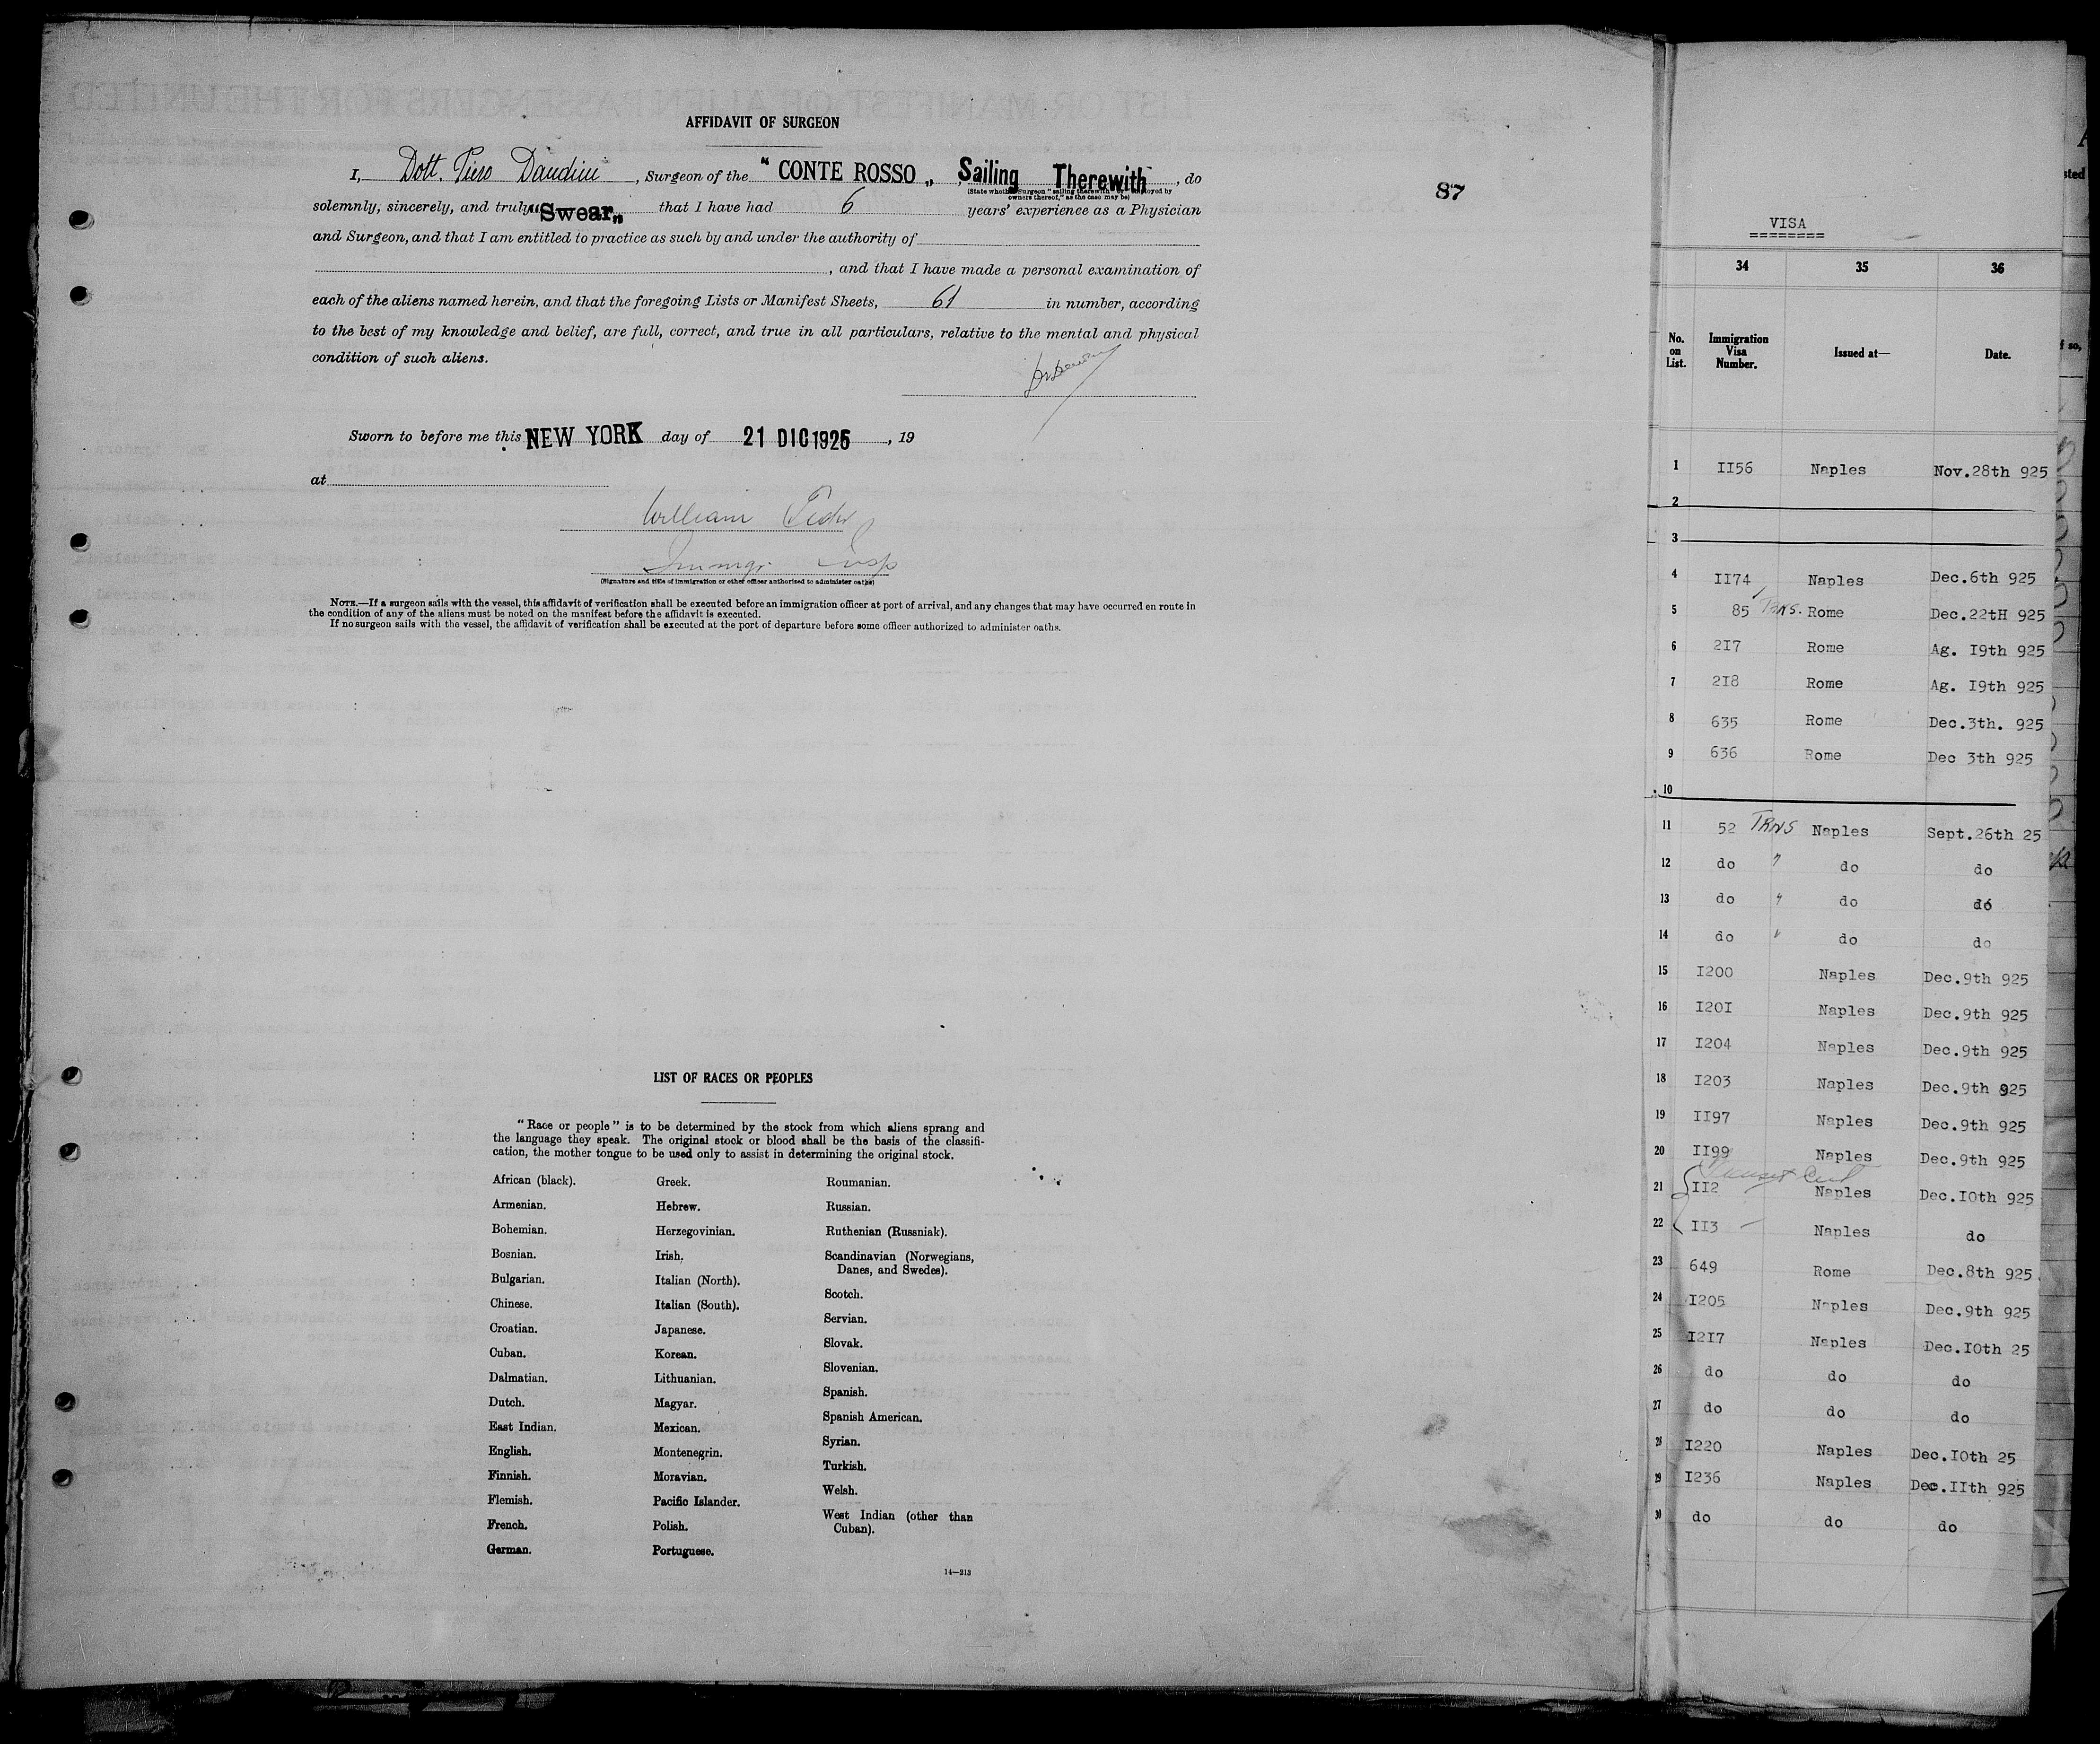 AFFIDAVIT OF SURGEON
I, Dott. Piero Dandini, Surgeon of the "CONTE ROSSO", Sailing Therewith, do
(State whether Surgeon "sailing therewith" or "employed by
owners thereof," as the case may be)
solemnly, sincerely, and truly "Swear" that I have had 6 years' experience as a Physician
and Surgeon, and that I am entitled to practice as such by and under the authority of
, and that I have made a personal examination of
each of the aliens named herein, and that the foregoing Lists or Manifest Sheets, 61 in number, according
to the best of my knowledge and belief, are full, correct, and true in all particulars, relative to the mental and physical
condition of such aliens.
Sworn to before me this NEW YORK day of 21 DIC 1925, 19
at
William
Immigr. Insp
(Signature and title of immigration or other officer authorized to administer oaths)
NOTE.—If a surgeon sails with the vessel, this affidavit of verification shall be executed before an immigration officer at port of arrival, and any changes that may have occurred en route in
the condition of any of the aliens must be noted on the manifest before the affidavit is executed.
If no surgeon sails with the vessel, the affidavit of verification shall be executed at the port of departure before some officer authorized to administer oaths.
LIST OF RACES OR PEOPLES
"Race or people" is to be determined by the stock from which aliens sprang and
the language they speak. The original stock or blood shall be the basis of the classifi-
cation, the mother tongue to be used only to assist in determining the original stock.
African (black).
Armenian.
Bohemian.
Bosnian.
Bulgarian.
Chinese.
Croatian.
Cuban.
Dalmatian.
Dutch.
East Indian.
English.
Finnish.
Flemish.
French.
German.
Greek.
Hebrew.
Herzegovinian.
Irish.
Italian (North).
Italian (South).
Japanese.
Korean.
Lithuanian.
Magyar.
Mexican.
Montenegrin.
Moravian.
Pacific Islander.
Polish.
Portuguese.
Roumanian.
Russian.
Ruthenian (Russniak).
Scandinavian (Norwegians,
Danes, and Swedes).
Scotch.
Servian.
Slovak.
Slovenian.
Spanish.
Spanish American.
Syrian.
Turkish.
Welsh.
West Indian (other than
Cuban).
14—213
87
VISA
34 35 36
No. on List. Immigration Visa Number. Issued at— Date.
1 II56 Naples Nov.28th 925
2
3
4 II74 Naples Dec.6th 925
5 85 TRNS. Rome Dec.22tH 925
6 2I7 Rome Ag. I9th 925
7 2I8 Rome Ag. I9th 925
8 635 Rome Dec.3th. 925
9 636 Rome Dec 3th 925
10
11 52 TRNS Naples Sept.26th 25
12 do " do do
13 do " do do
14 do " do do
15 I200 Naples Dec.9th 925
16 I20I Naples Dec.9th 925
17 I204 Naples Dec.9th 925
18 I203 Naples Dec.9th 925
19 II97 Naples Dec.9th 925
20 II99 Naples Dec.9th 925
21 II2 Naples Dec.I0th 925
22 II3 Naples do
23 649 Rome Dec.8th 925
24 I205 Naples Dec.9th 925
25 I2I7 Naples Dec.I0th 25
26 do do do
27 do do do
28 I220 Naples Dec.I0th 25
29 I236 Naples Dec.IIth 925
30 do do do